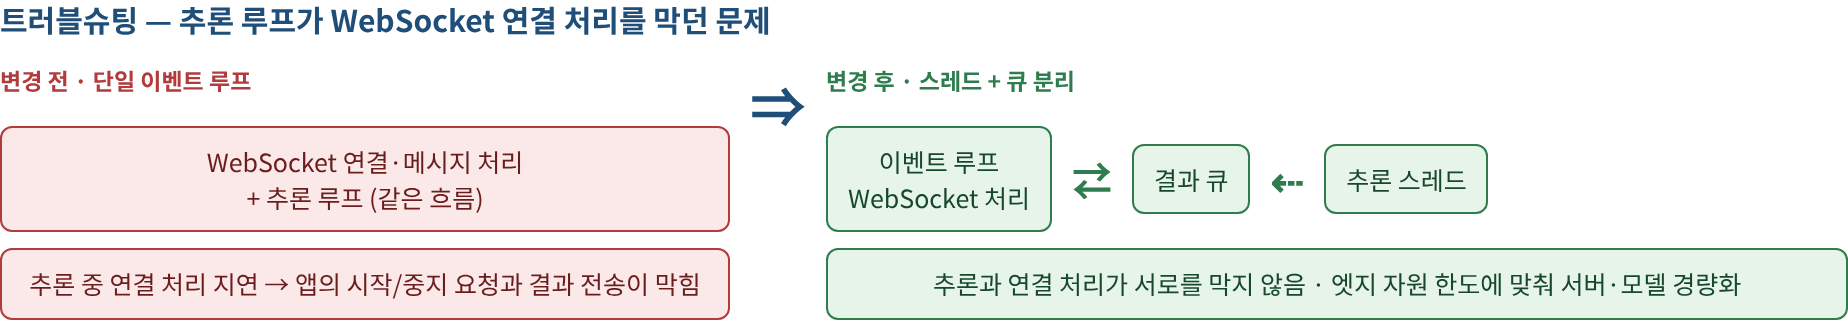 트러블슈팅 — 추론 루프가 WebSocket 연결 처리를 막던 문제
변경 전 · 단일 이벤트 루프
WebSocket 연결·메시지 처리
+ 추론 루프 (같은 흐름)
추론 중 연결 처리 지연 → 앱의 시작/중지 요청과 결과 전송이 막힘
⇒
변경 후 · 스레드 + 큐 분리
이벤트 루프
WebSocket 처리
⇄
결과 큐
⇠
추론 스레드
추론과 연결 처리가 서로를 막지 않음 · 엣지 자원 한도에 맞춰 서버·모델 경량화